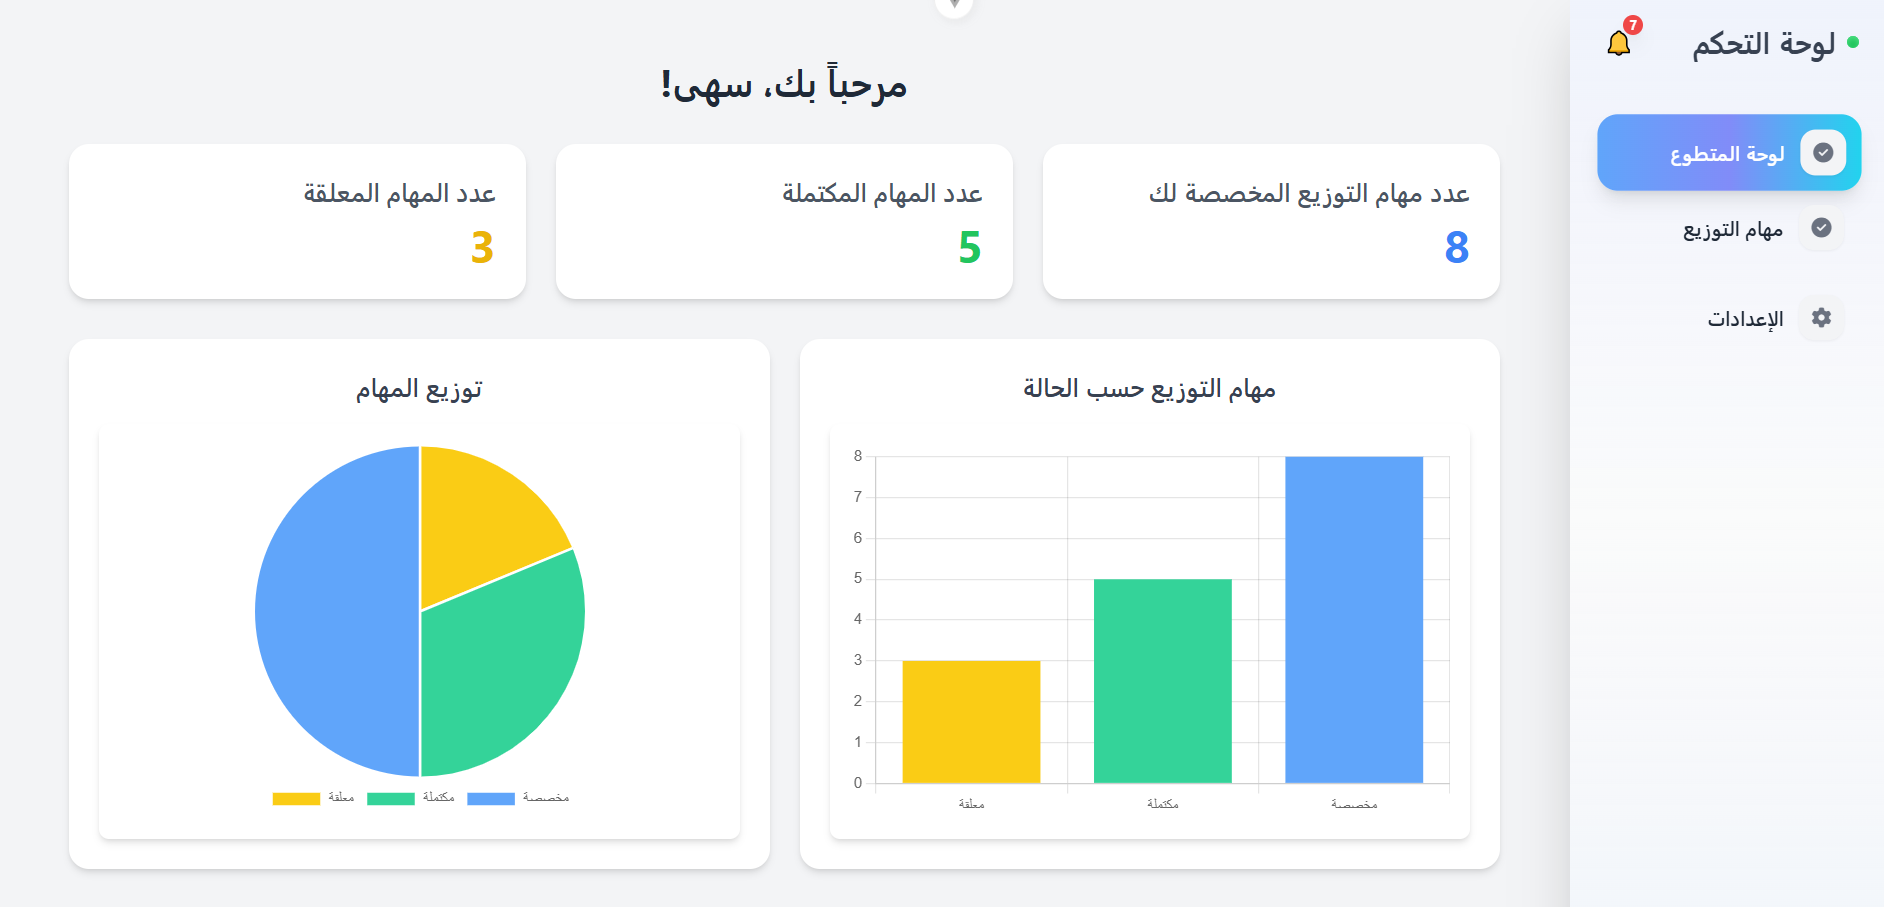 لوحة التحكم
7
لوحة المتطوع
مهام التوزيع
الإعدادات
مرحباً بك، سهى!
عدد مهام التوزيع المخصصة لك
8
عدد المهام المكتملة
5
عدد المهام المعلقة
3
مهام التوزيع حسب الحالة
8
7
6
5
4
3
2
1
0
مخصصة
مكتملة
معلقة
توزيع المهام
معلقة
مكتملة
مخصصة